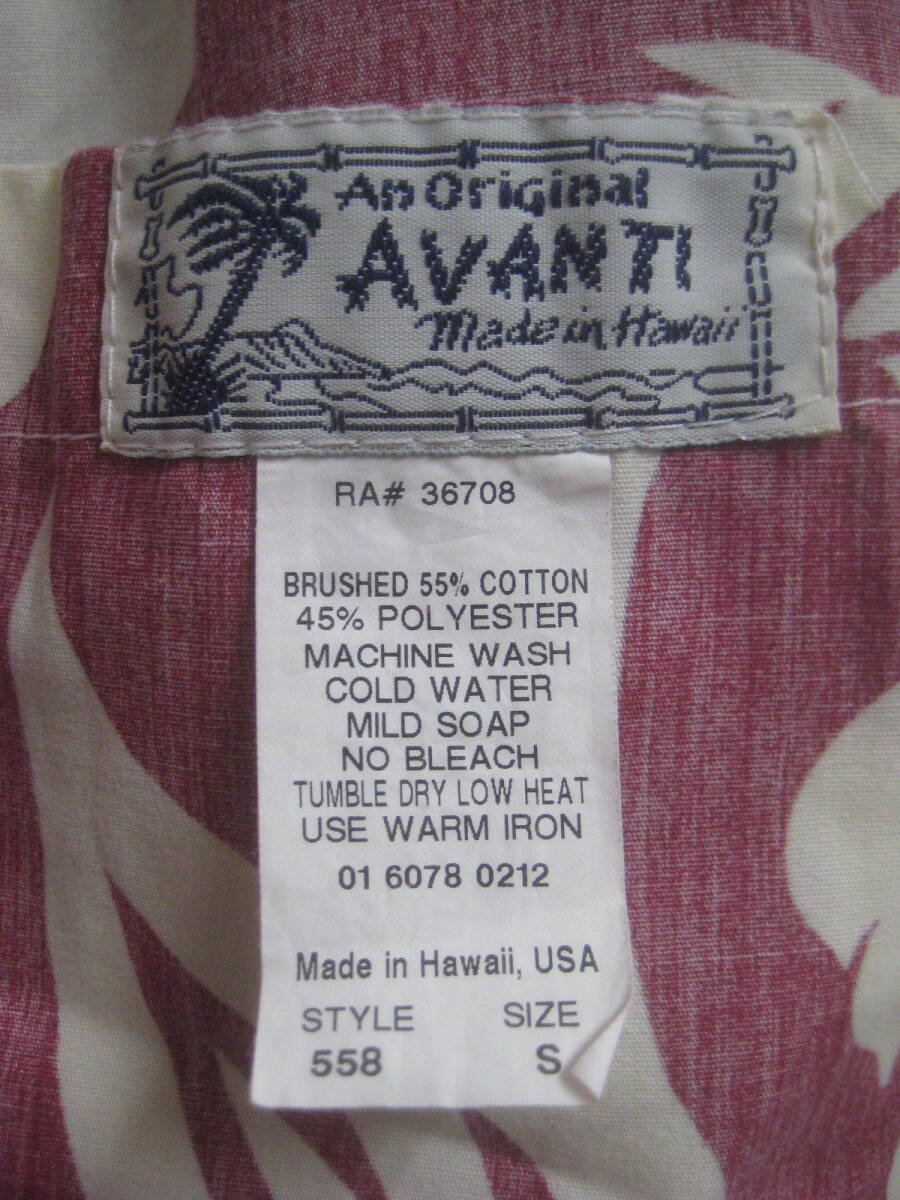 An Original
AVANTI
Made in Hawaii
RA# 36708
BRUSHED 55% COTTON
45% POLYESTER
MACHINE WASH
COLD WATER
MILD SOAP
NO BLEACH
TUMBLE DRY LOW HEAT
USE WARM IRON
01 6078 0212
Made in Hawaii, USA
STYLE SIZE
558 S